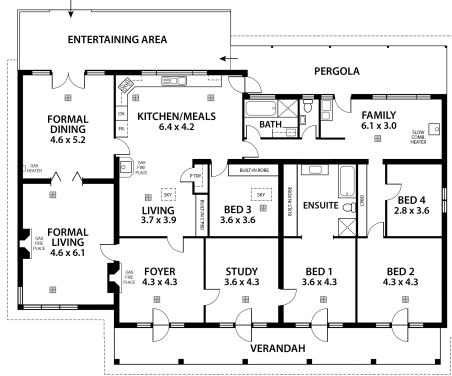 ENTERTAINING AREA
PERGOLA
FORMAL
DINING
4.6 x 5.2
GAS
HEATER
OK
FR.
KITCHEN/MEALS
6.4 x 4.2
BATH
FAMILY
6.1 x 3.0
SLOW
COMB.
HEATER
GAS
FIRE
PLACE
P'TRY
SKY
LIVING
3.7 x 3.9
BUILT-IN ROBE
SKY
BED 3
3.6 x 3.6
BUILT-IN ROBE
ENSUITE
CPBD
BED 4
2.8 x 3.6
FORMAL
LIVING
4.6 x 6.1
GAS
FIRE
PLACE
GAS
FIRE
PLACE
FOYER
4.3 x 4.3
STUDY
3.6 x 4.3
BED 1
3.6 x 4.3
BED 2
4.3 x 4.3
VERANDAH